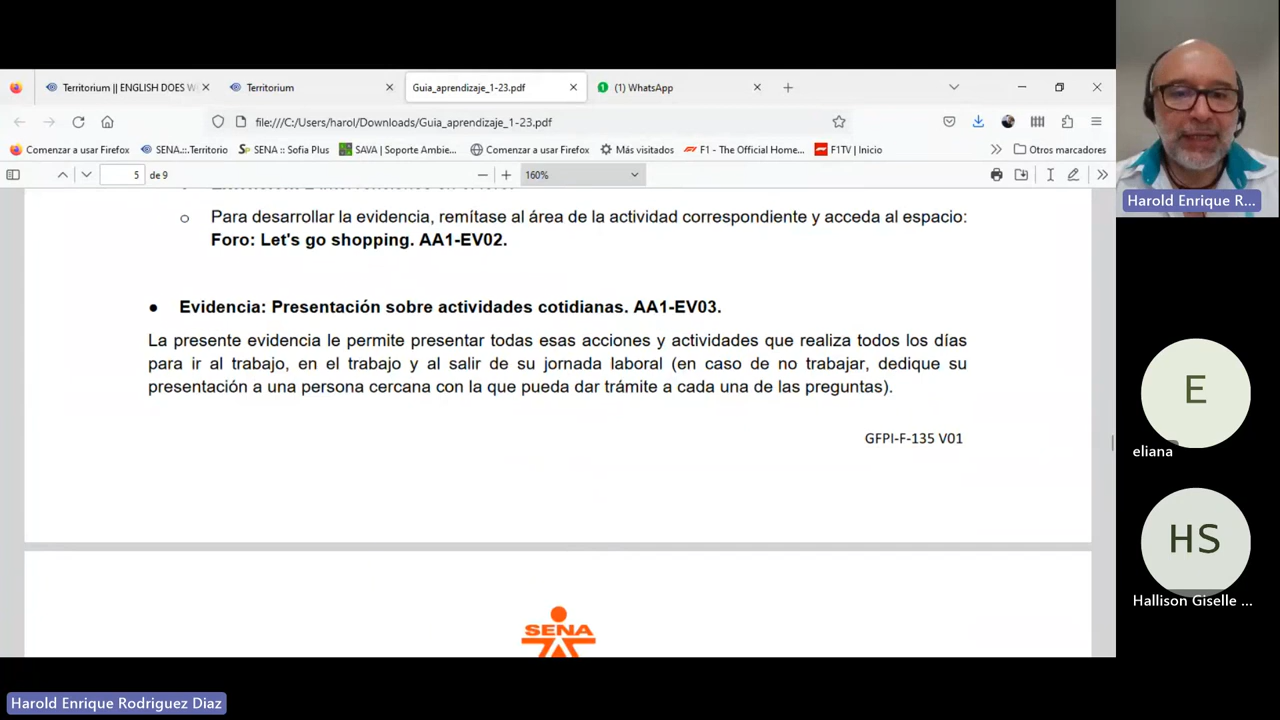 Territorium || ENGLISH DOES W
Territorium
Guia_aprendizaje_1-23.pdf
1
(1) WhatsApp
file:///C:/Users/harol/Downloads/Guia_aprendizaje_1-23.pdf
Comenzar a usar Firefox
SENA.::.Territorio
SENA :: Sofia Plus
SAVA | Soporte Ambie...
Comenzar a usar Firefox
Más visitados
F1 - The Official Home...
F1TV | Inicio
Otros marcadores
5 de 9
160%
Para desarrollar la evidencia, remítase al área de la actividad correspondiente y acceda al espacio:
Foro: Let's go shopping. AA1-EV02.
Evidencia: Presentación sobre actividades cotidianas. AA1-EV03.
La presente evidencia le permite presentar todas esas acciones y actividades que realiza todos los días
para ir al trabajo, en el trabajo y al salir de su jornada laboral (en caso de no trabajar, dedique su
presentación a una persona cercana con la que pueda dar trámite a cada una de las preguntas).
GFPI-F-135 V01
SENA
Harold Enrique R...
E
eliana
HS
Hallison Giselle ...
Harold Enrique Rodriguez Diaz